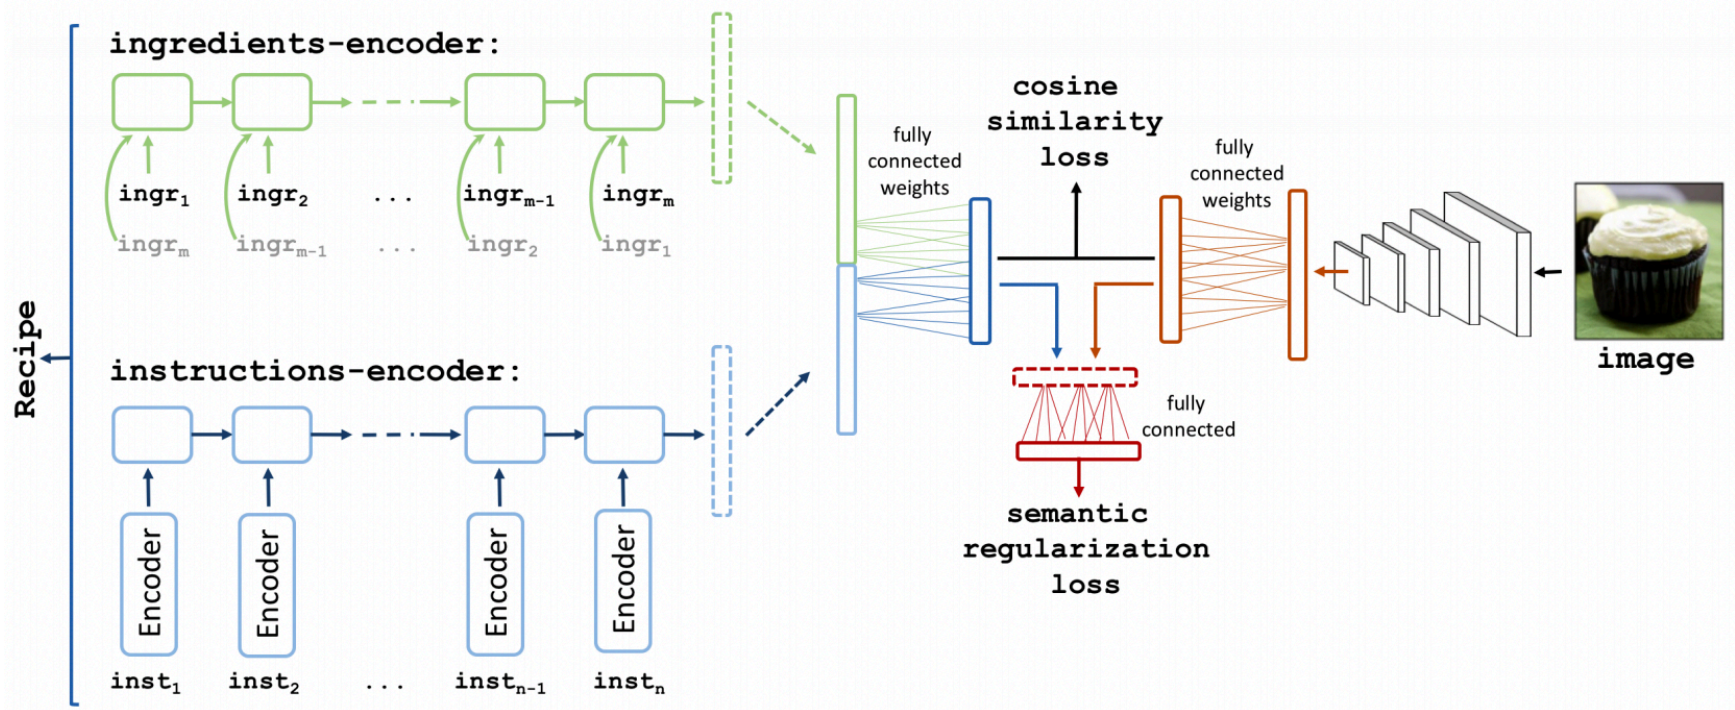 Recipe
ingredients-encoder:
ingr₁ ingr₂ ... ingrₘ₋₁ ingrₘ
ingrₘ ingrₘ₋₁ ... ingr₂ ingr₁
instructions-encoder:
Encoder Encoder Encoder Encoder
inst₁ inst₂ ... instₙ₋₁ instₙ
fully
connected
weights
cosine
similarity
loss
fully
connected
weights
image
fully
connected
semantic
regularization
loss